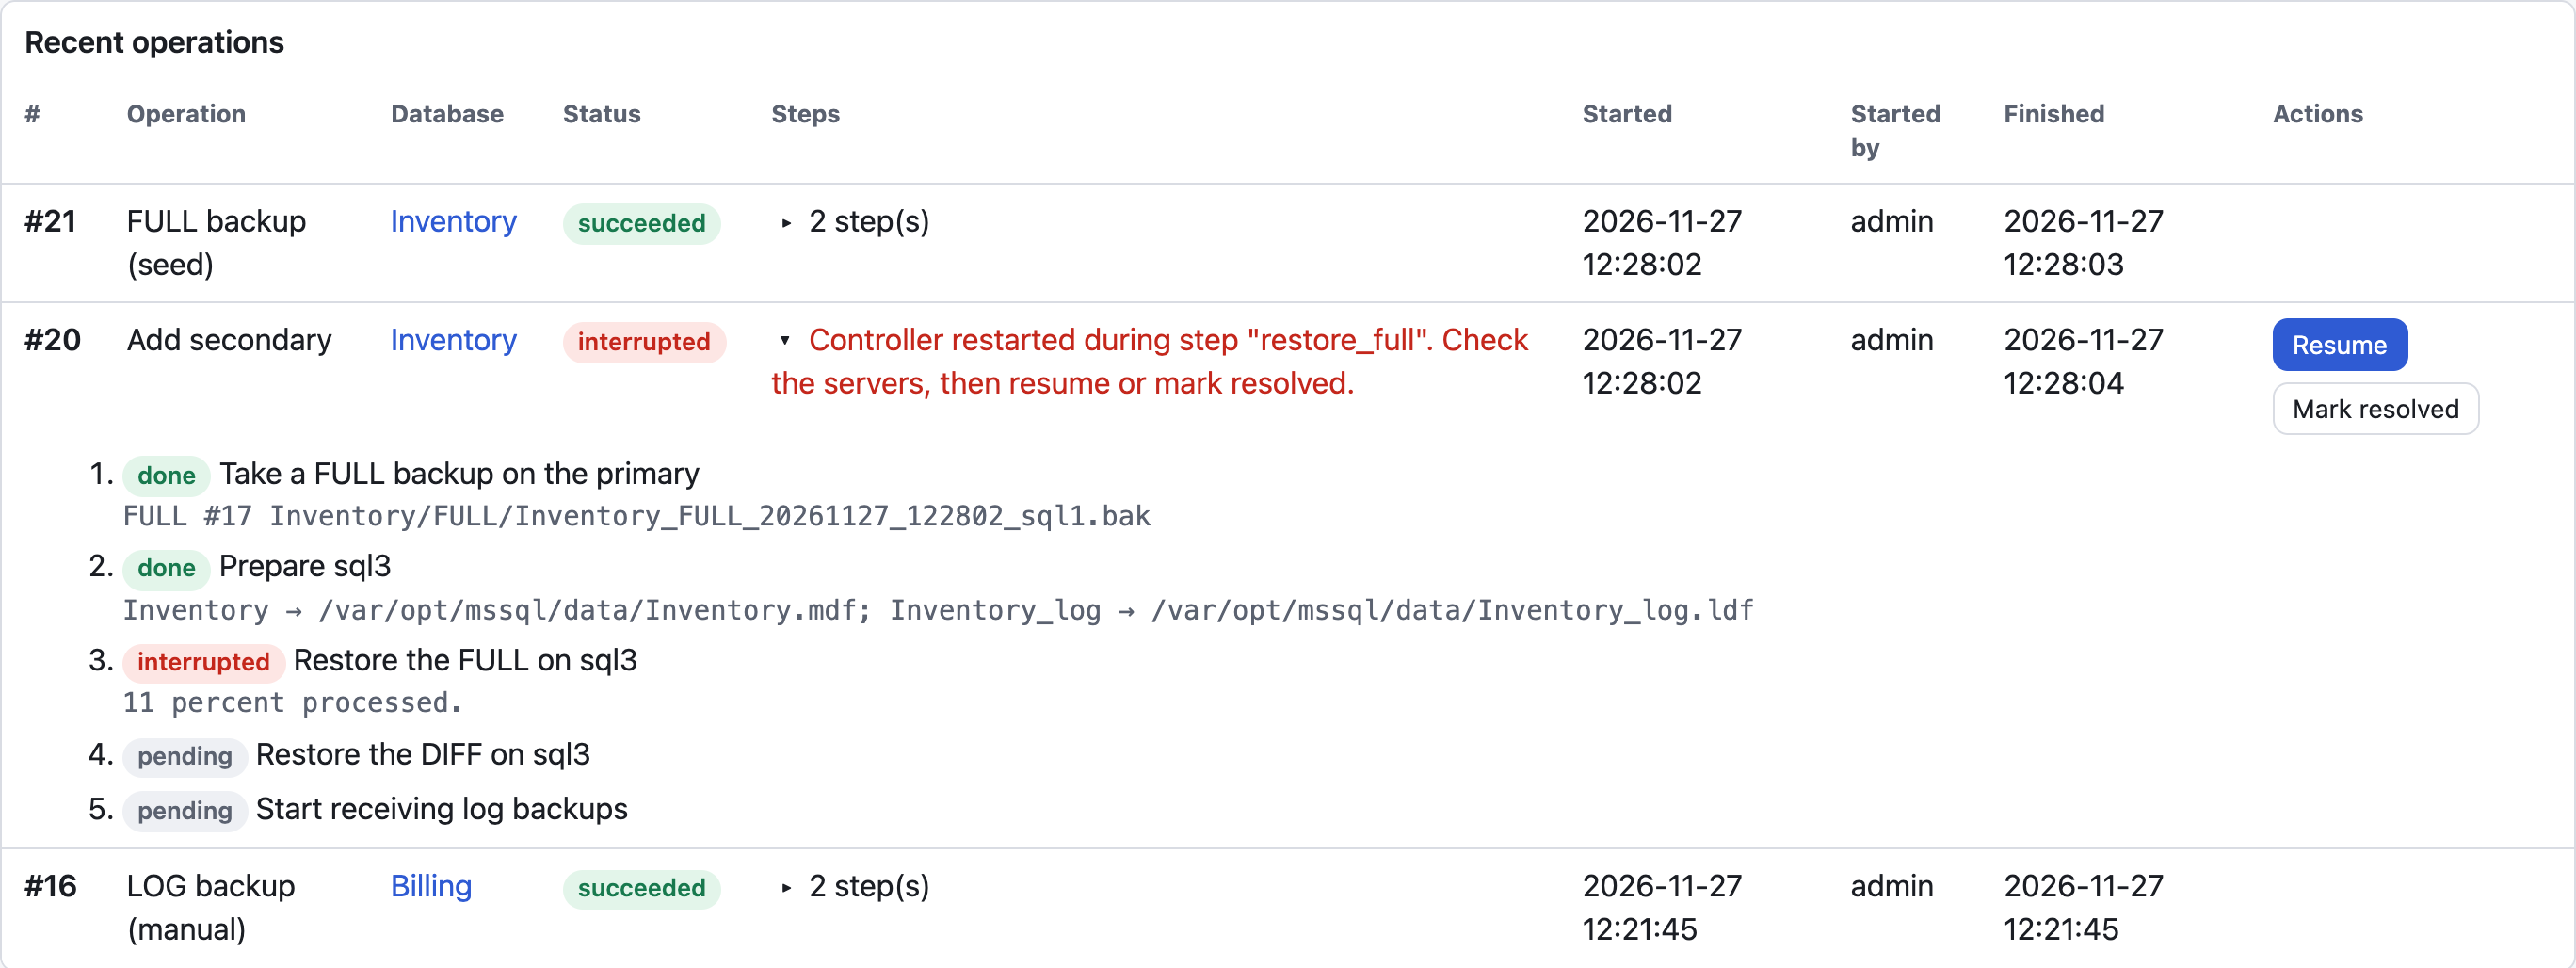 Recent operations
# Operation Database Status Steps Started Started by Finished Actions
#21 FULL backup (seed) Inventory succeeded ▸ 2 step(s) 2026-11-27 12:28:02 admin 2026-11-27 12:28:03
#20 Add secondary Inventory interrupted ▾ Controller restarted during step "restore_full". Check the servers, then resume or mark resolved. 2026-11-27 12:28:02 admin 2026-11-27 12:28:04 Resume
Mark resolved
1. done Take a FULL backup on the primary
FULL #17 Inventory/FULL/Inventory_FULL_20261127_122802_sql1.bak
2. done Prepare sql3
Inventory → /var/opt/mssql/data/Inventory.mdf; Inventory_log → /var/opt/mssql/data/Inventory_log.ldf
3. interrupted Restore the FULL on sql3
11 percent processed.
4. pending Restore the DIFF on sql3
5. pending Start receiving log backups
#16 LOG backup (manual) Billing succeeded ▸ 2 step(s) 2026-11-27 12:21:45 admin 2026-11-27 12:21:45